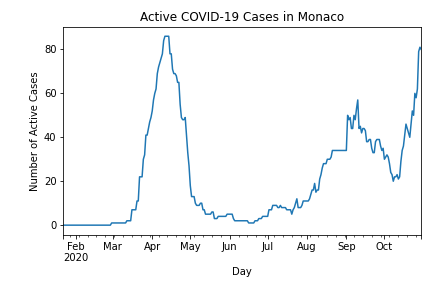 Active COVID-19 Cases in Monaco
Number of Active Cases
80
60
40
20
0
Feb Mar Apr May Jun Jul Aug Sep Oct
2020
Day